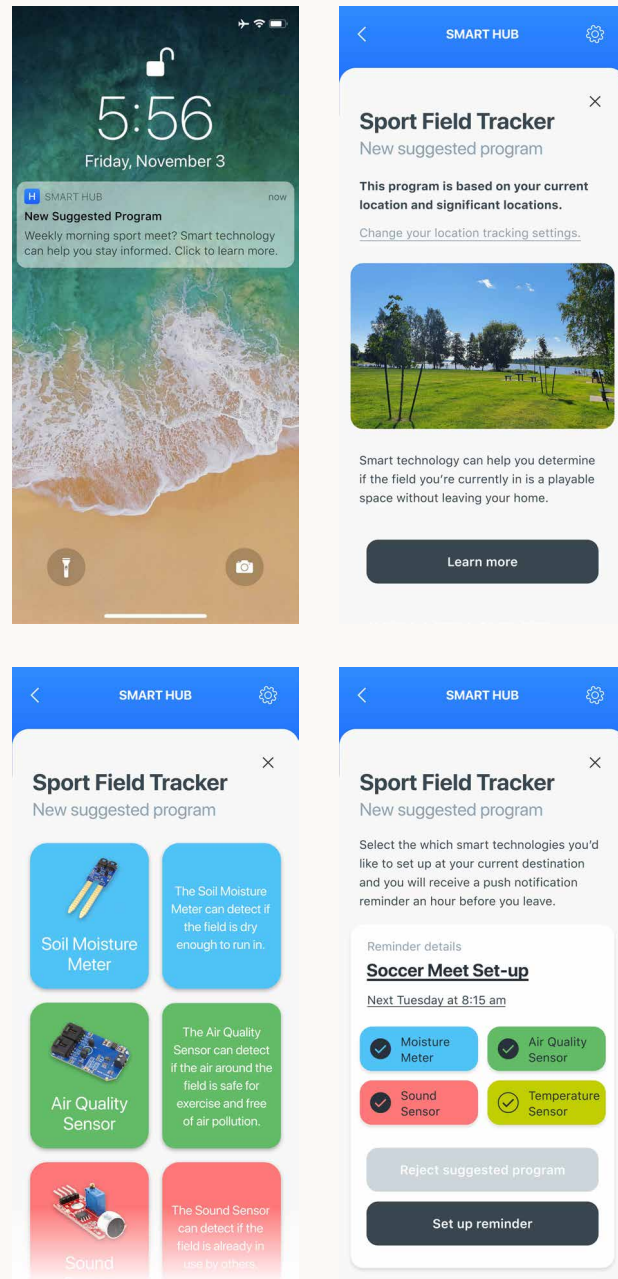 5:56
Friday, November 3
H SMART HUB now
New Suggested Program
Weekly morning sport meet? Smart technology
can help you stay informed. Click to learn more.
SMART HUB
Sport Field Tracker
New suggested program
This program is based on your current
location and significant locations.
Change your location tracking settings.
Smart technology can help you determine
if the field you're currently in is a playable
space without leaving your home.
Learn more
SMART HUB
Sport Field Tracker
New suggested program
Soil Moisture
Meter
The Soil Moisture
Meter can detect if
the field is dry
enough to run in.
Air Quality
Sensor
The Air Quality
Sensor can detect
if the air around the
field is safe for
exercise and free
of air pollution.
Sound
The Sound Sensor
can detect if the
field is already in
use by others
SMART HUB
Sport Field Tracker
New suggested program
Select the which smart technologies you'd
like to set up at your current destination
and you will receive a push notification
reminder an hour before you leave.
Reminder details
Soccer Meet Set-up
Next Tuesday at 8:15 am
Moisture
Meter
Air Quality
Sensor
Sound
Sensor
Temperature
Sensor
Reject suggested program
Set up reminder